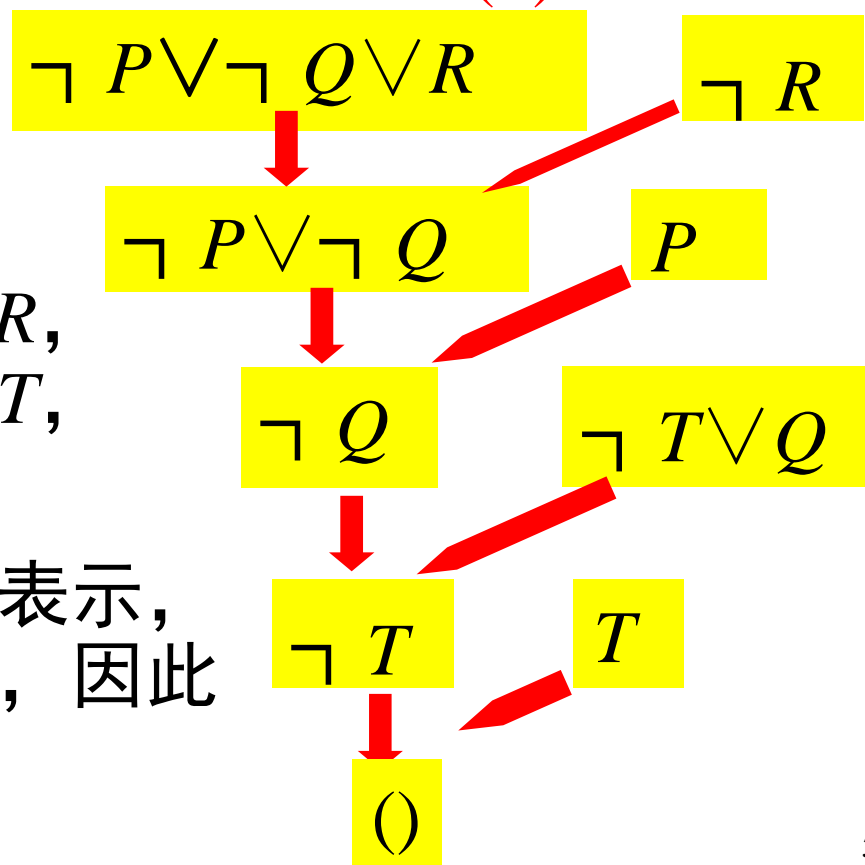 ¬ P∨¬ Q∨R
¬ R
¬ P∨¬ Q
P
R,
T,
¬ Q
¬ T∨Q
表示,
, 因此
¬ T
T
()